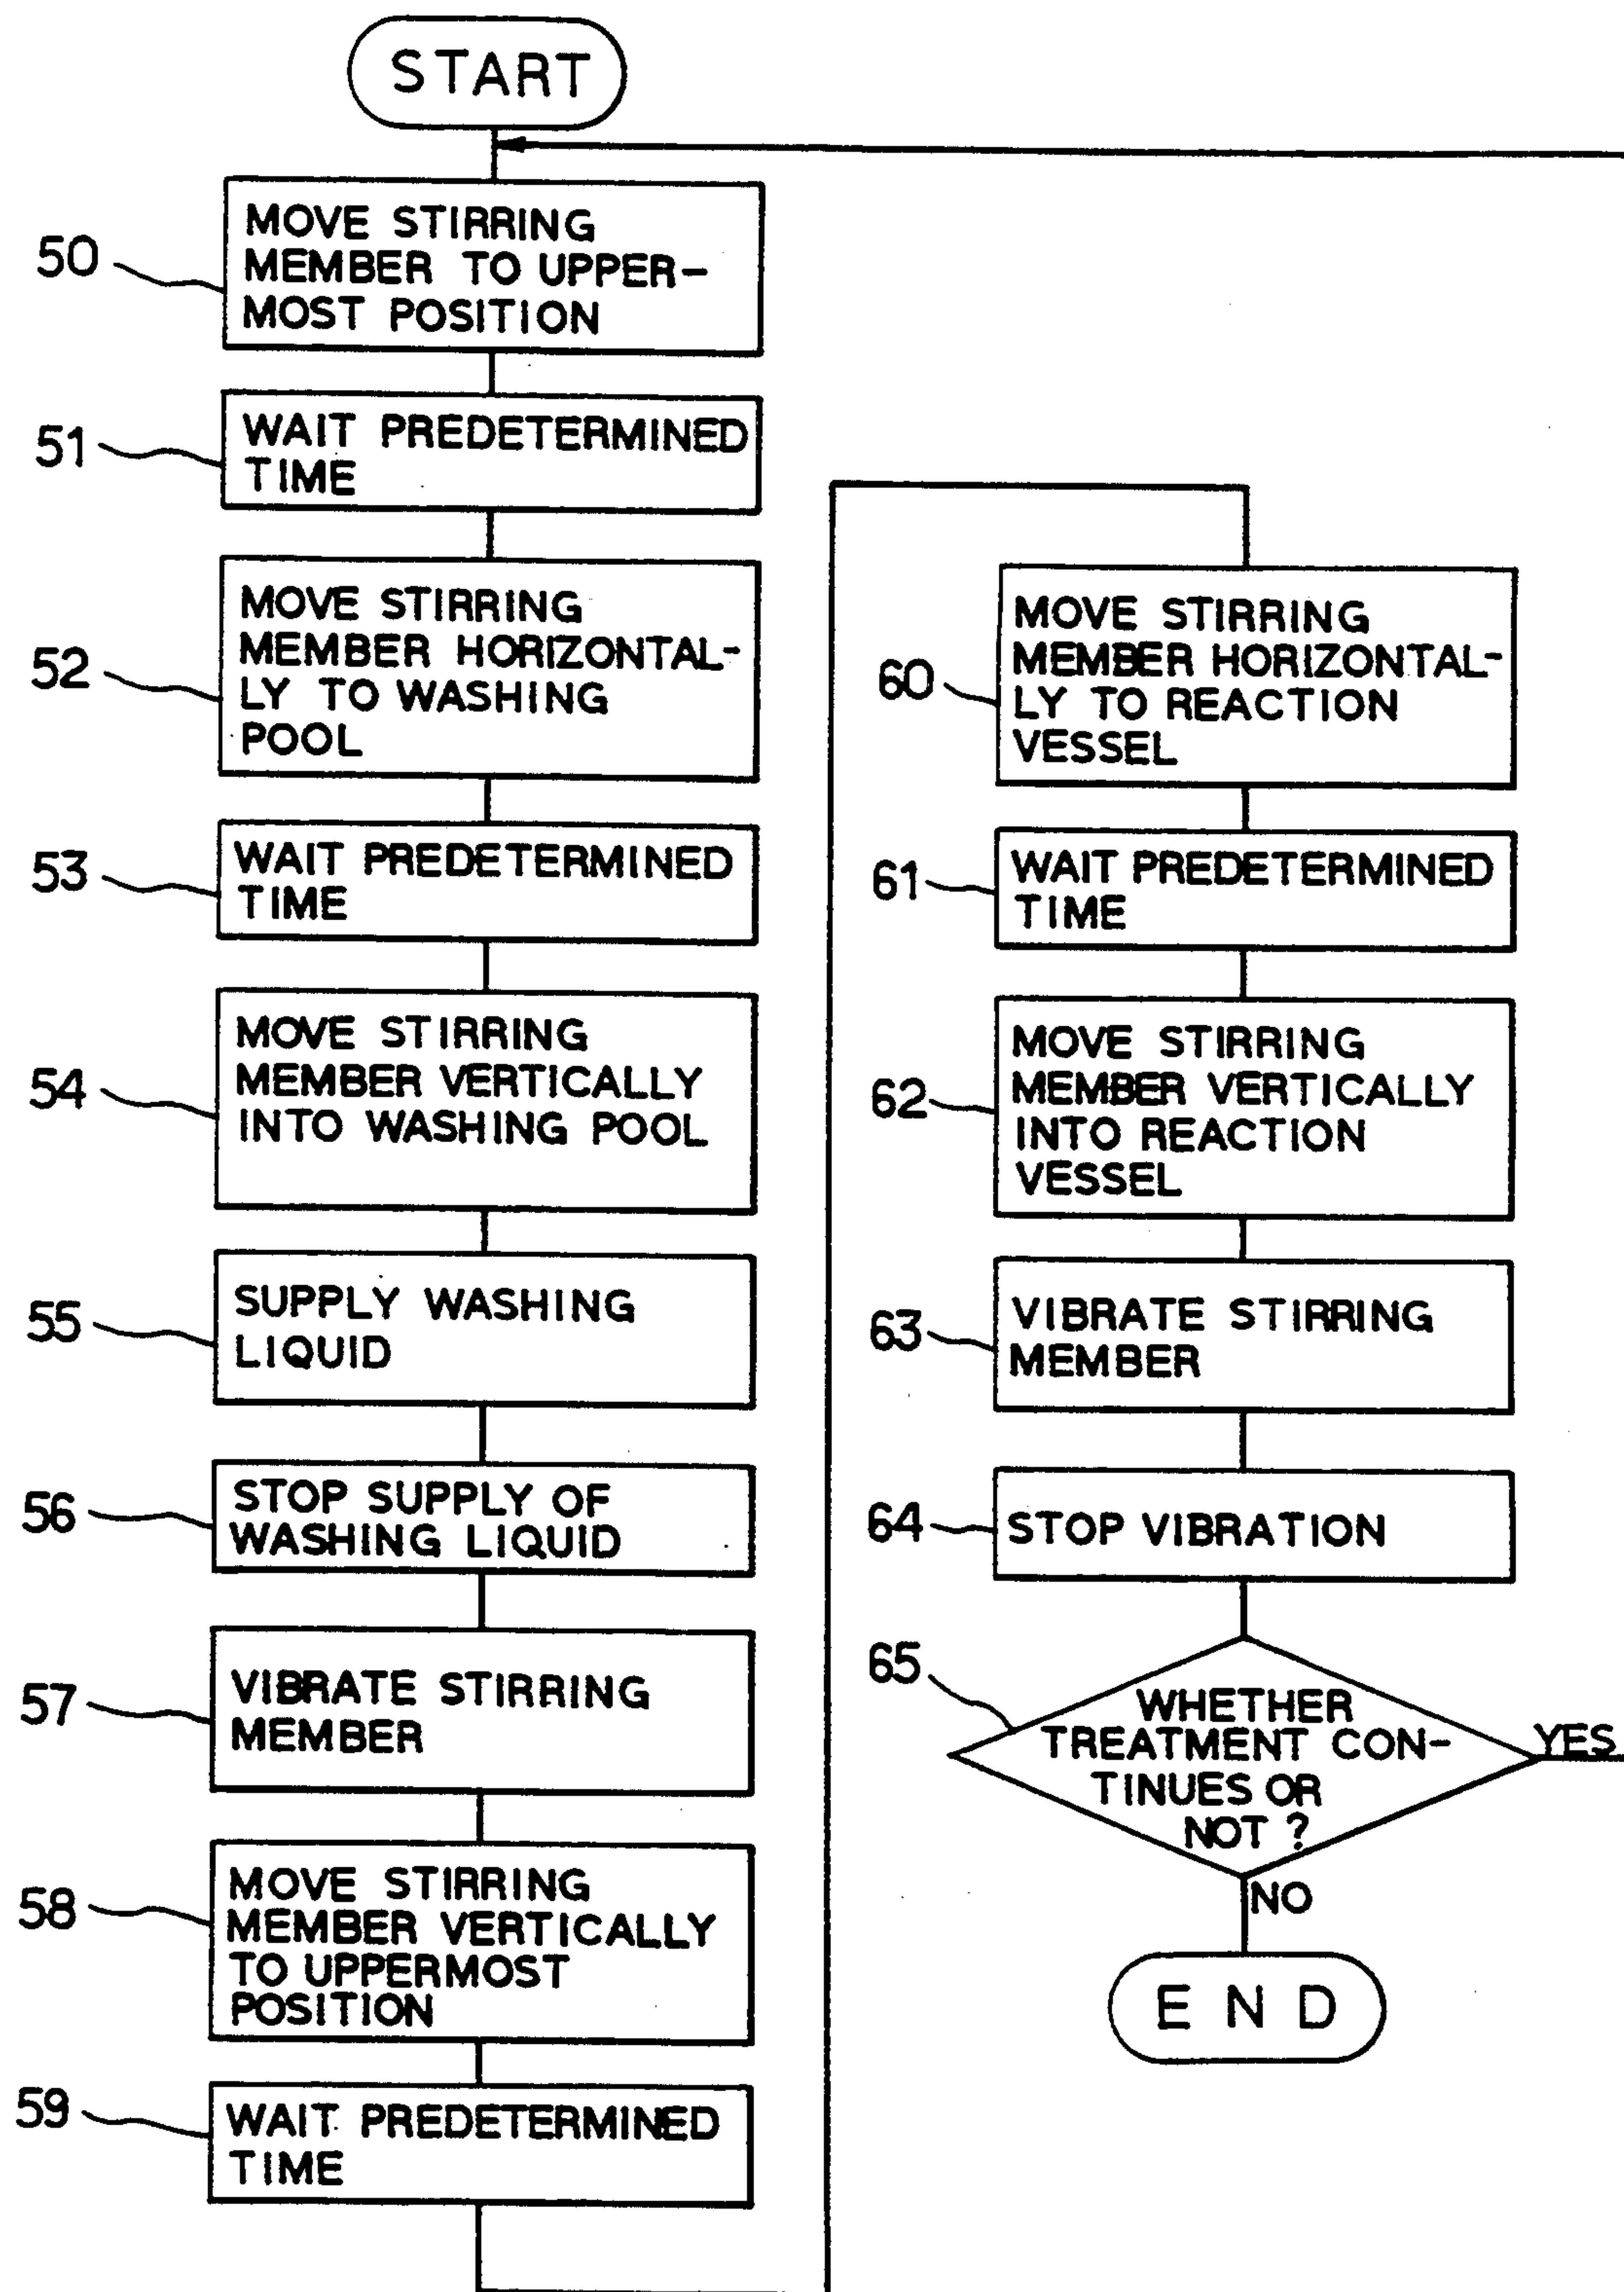 START
50
MOVE STIRRING
MEMBER TO UPPER-
MOST POSITION
51
WAIT PREDETERMINED
TIME
52
MOVE STIRRING
MEMBER HORIZONTAL-
LY TO WASHING
POOL
53
WAIT PREDETERMINED
TIME
54
MOVE STIRRING
MEMBER VERTICALLY
INTO WASHING POOL
55
SUPPLY WASHING
LIQUID
56
STOP SUPPLY OF
WASHING LIQUID
57
VIBRATE STIRRING
MEMBER
58
MOVE STIRRING
MEMBER VERTICALLY
TO UPPERMOST
POSITION
59
WAIT PREDETERMINED
TIME
60
MOVE STIRRING
MEMBER HORIZONTAL-
LY TO REACTION
VESSEL
61
WAIT PREDETERMINED
TIME
62
MOVE STIRRING
MEMBER VERTICALLY
INTO REACTION
VESSEL
63
VIBRATE STIRRING
MEMBER
64
STOP VIBRATION
65
WHETHER
TREATMENT CON-
TINUES OR
NOT ?
YES
NO
END